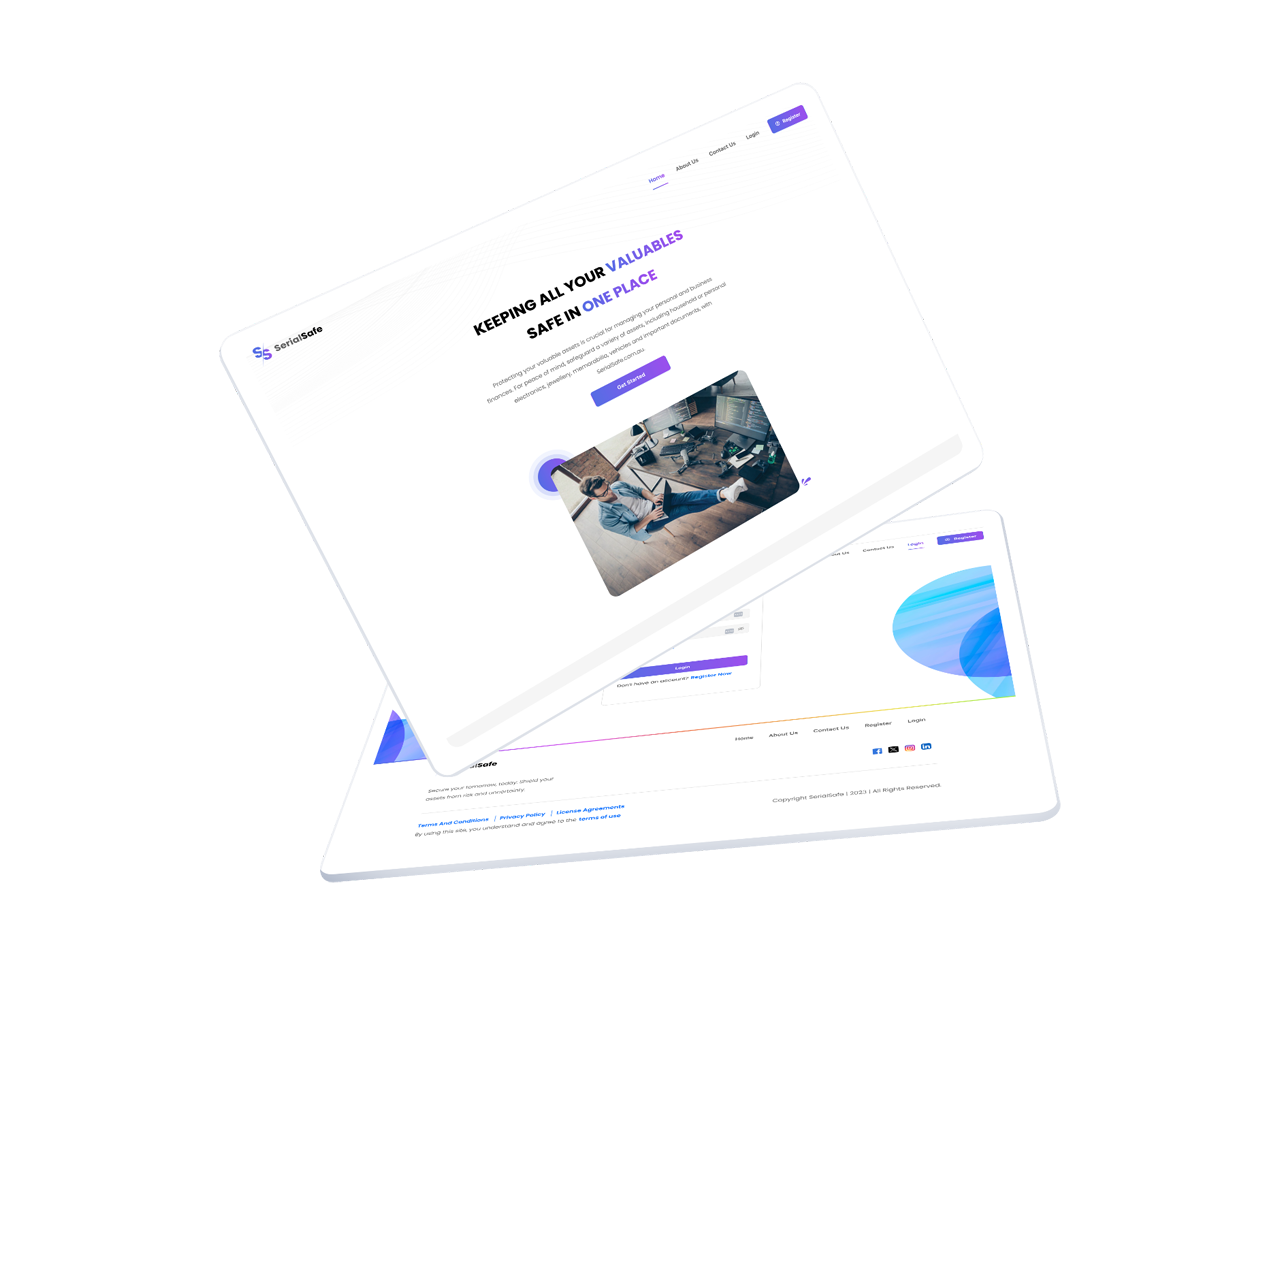 Home
About Us
Contact Us
Login
Register
SerialSafe
KEEPING ALL YOUR VALUABLES
SAFE IN ONE PLACE
Protecting your valuable assets is crucial for managing your personal and business
finances. For peace of mind, safeguard a variety of assets, including household or personal
electronics, jewellery, memorabilia, vehicles and important documents, with
SerialSafe.com.au.
Get Started
ut Us
Contact Us
Login
Register
Login
Don't have an account? Register Now
Home
About Us
Contact Us
Register
Login
lSafe
Secure your tomorrow, today: Shield your
assets from risk and uncertainty.
Terms And Conditions | Privacy Policy | License Agreements
By using this site, you understand and agree to the terms of use
Copyright SerialSafe | 2023 | All Rights Reserved.